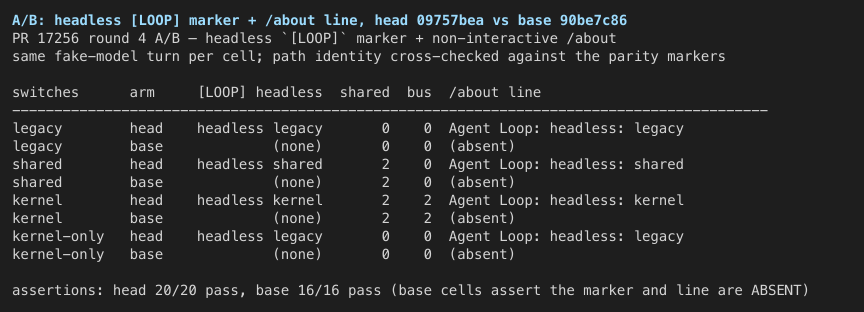 A/B: headless [LOOP] marker + /about line, head 09757bea vs base 90be7c86
PR 17256 round 4 A/B — headless `[LOOP]` marker + non-interactive /about
same fake-model turn per cell; path identity cross-checked against the parity markers
switches arm [LOOP] headless shared bus /about line
legacy head headless legacy 0 0 Agent Loop: headless: legacy
legacy base (none) 0 0 (absent)
shared head headless shared 2 0 Agent Loop: headless: shared
shared base (none) 2 0 (absent)
kernel head headless kernel 2 2 Agent Loop: headless: kernel
kernel base (none) 2 2 (absent)
kernel-only head headless legacy 0 0 Agent Loop: headless: legacy
kernel-only base (none) 0 0 (absent)
assertions: head 20/20 pass, base 16/16 pass (base cells assert the marker and line are ABSENT)